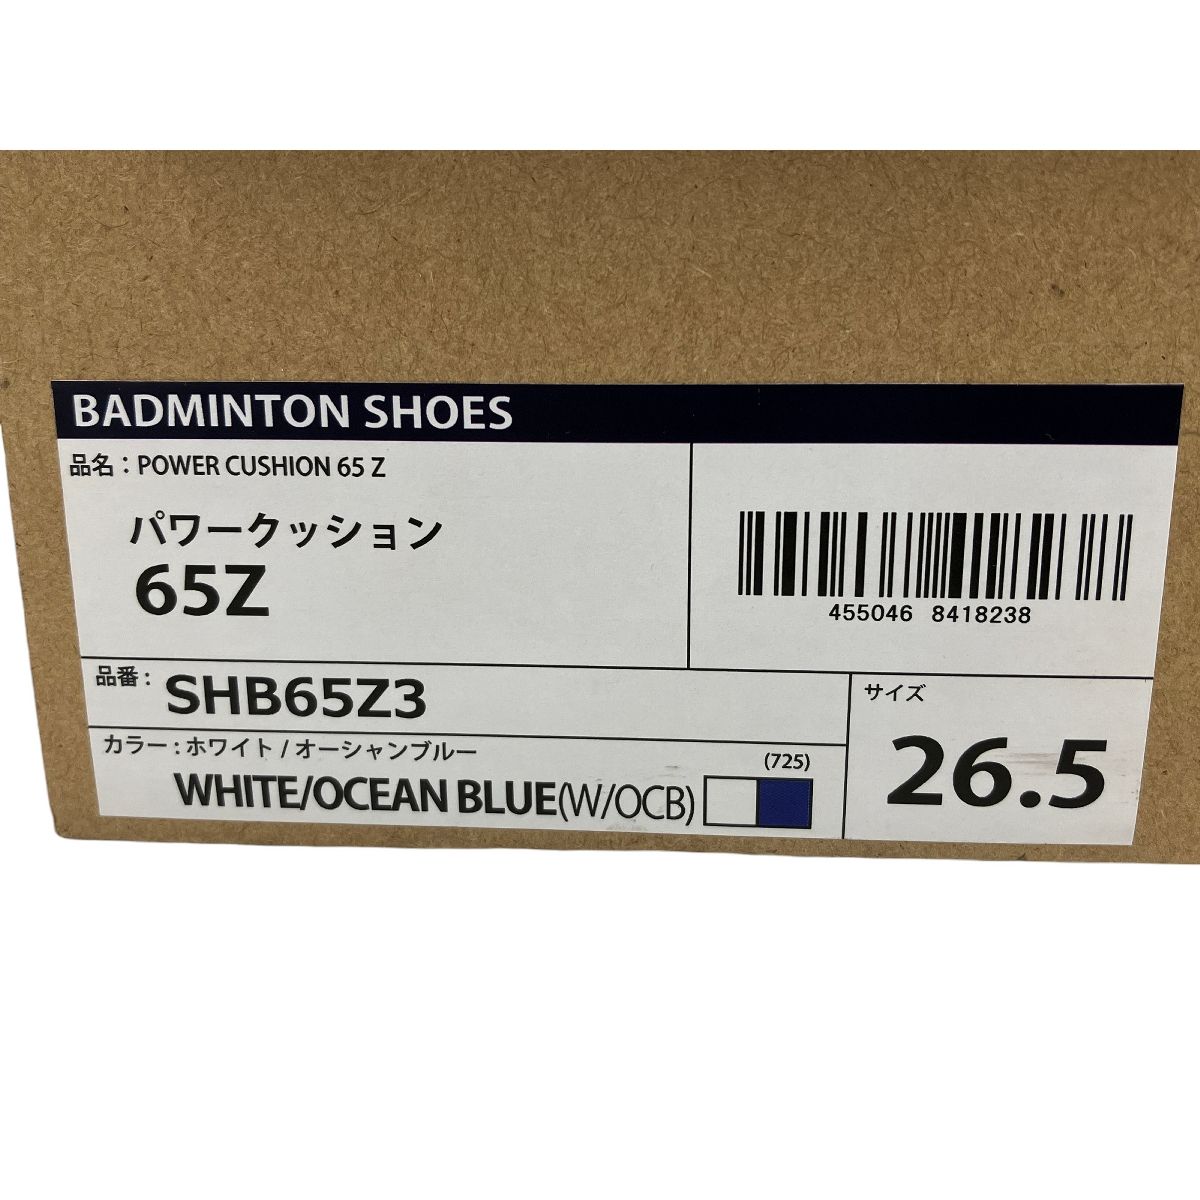 BADMINTON SHOES
品名：POWER CUSHION 65 Z
パワークッション
65Z
455046 8418238
品番：
SHB65Z3
サイズ
26.5
カラー：ホワイト / オーシャンブルー
(725)
WHITE/OCEAN BLUE(W/OCB)